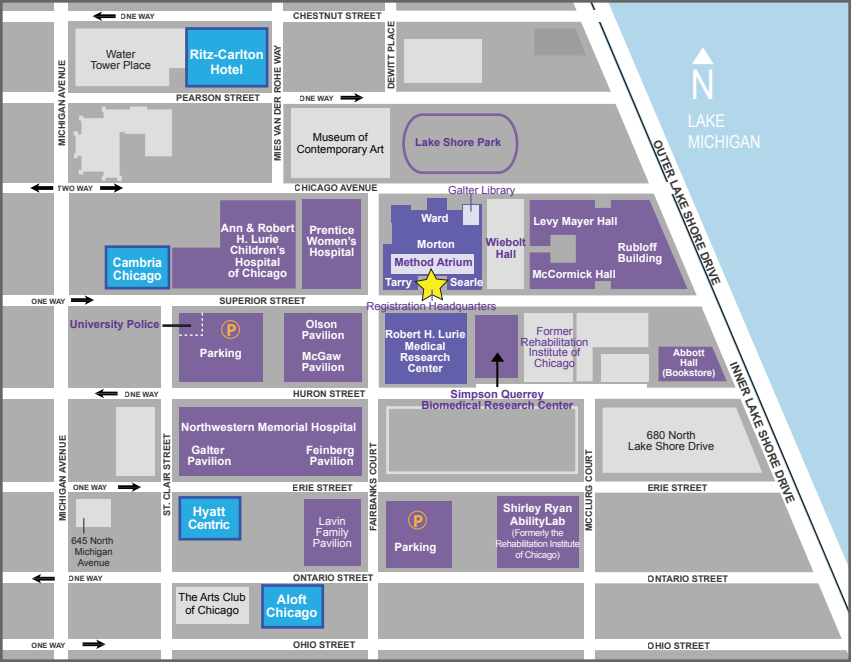 ONE WAY
CHESTNUT STREET
Water
Tower Place
Ritz-Carlton
Hotel
MICHIGAN AVENUE
MIES VAN DER ROHE WAY
DEWITT PLACE
N
LAKE
MICHIGAN
PEARSON STREET
ONE WAY
Museum of
Contemporary Art
Lake Shore Park
OUTER LAKE SHORE DRIVE
TWO WAY
CHICAGO AVENUE
Galter Library
Ann & Robert
H. Lurie
Children's
Hospital
of Chicago
Prentice
Women's
Hospital
Ward
Morton
Method Atrium
Tarry
Searle
Wiebolt
Hall
Levy Mayer Hall
Rubloff
Building
McCormick Hall
Cambria
Chicago
ONE WAY
SUPERIOR STREET
Registration Headquarters
University Police
P
Parking
Olson
Pavilion
McGaw
Pavilion
Robert H. Lurie
Medical
Research
Center
Former
Rehabilitation
Institute of
Chicago
Abbott
Hall
(Bookstore)
INNER LAKE SHORE DRIVE
ONE WAY
HURON STREET
Simpson Querrey
Biomedical Research Center
Northwestern Memorial Hospital
Galter
Pavilion
Feinberg
Pavilion
680 North
Lake Shore Drive
MICHIGAN AVENUE
ST. CLAIR STREET
FAIRBANKS COURT
MCCLURG COURT
ONE WAY
ERIE STREET
ERIE STREET
645 North
Michigan
Avenue
Hyatt
Centric
Lavin
Family
Pavilion
P
Parking
Shirley Ryan
AbilityLab
(Formerly the
Rehabilitation Institute
of Chicago)
ONE WAY
ONTARIO STREET
ONTARIO STREET
The Arts Club
of Chicago
Aloft
Chicago
ONE WAY
OHIO STREET
OHIO STREET